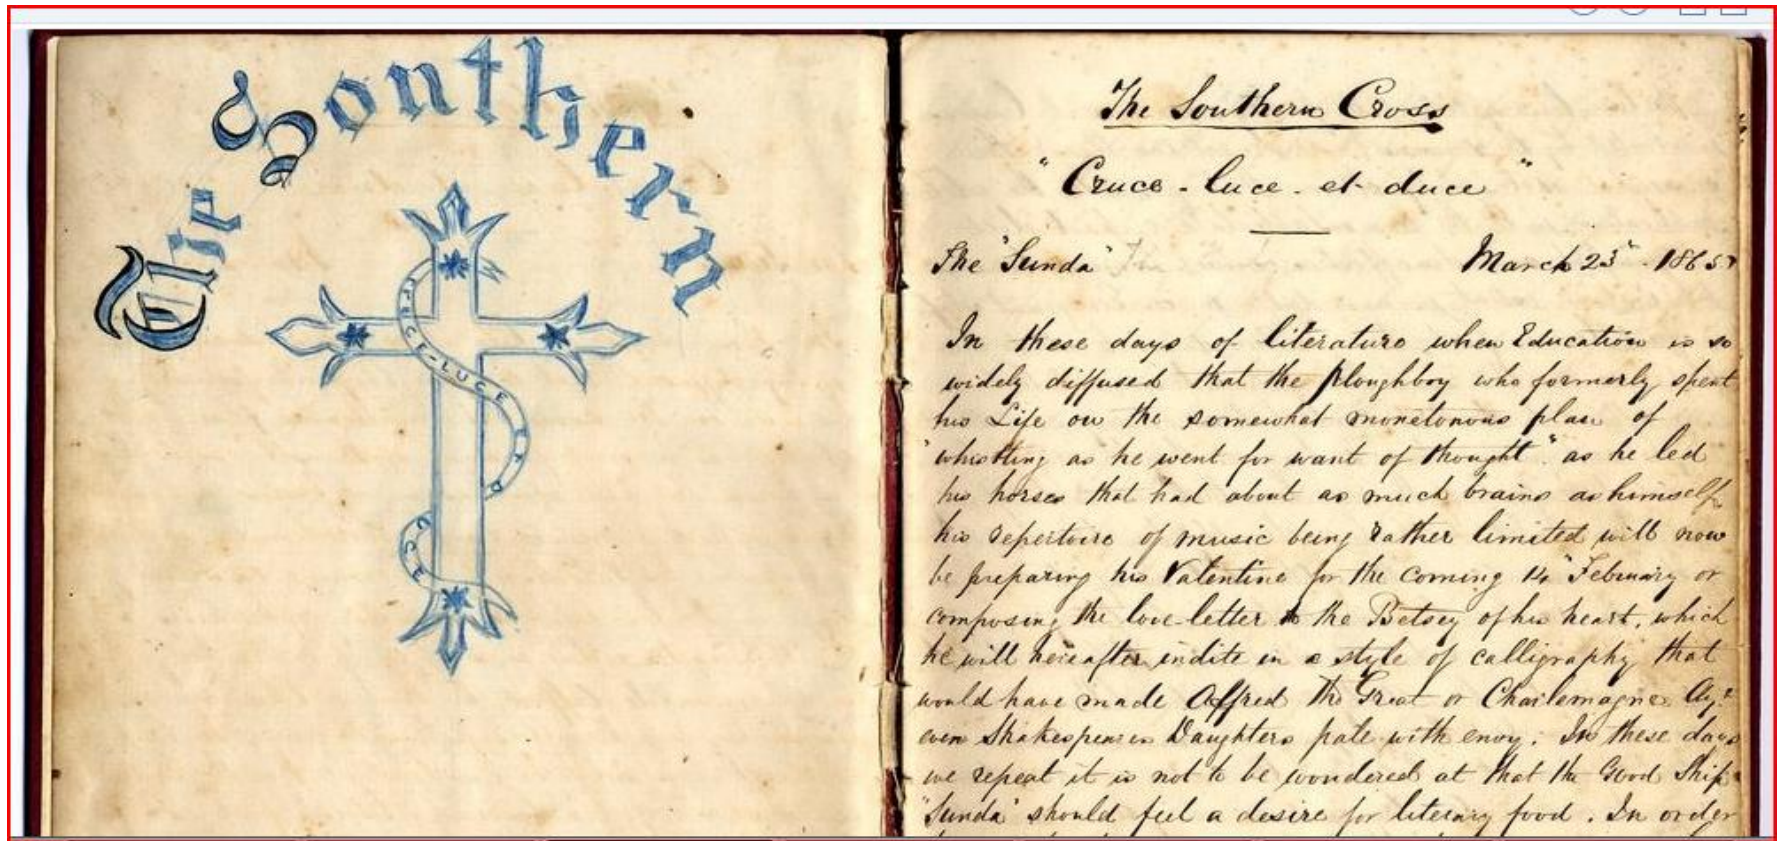 The Southern
CRUCE-LUCE
ET D
UCE
The Southern Cross
"Cruce - luce - et - duce"
The "Sunda" March 25th - 1865
In these days of literature when Education is so
widely diffused that the ploughboy who formerly spent
his Life on the somewhat monotonous plan of
"whistling as he went for want of thought" as he led
his horses that had about as much brains as himself
his repertoire of music being rather limited will now
be preparing his Valentine for the coming 14th February or
composing the love-letter to the Betsey of his heart, which
he will hereafter indite in a style of calligraphy that
would have made Alfred the Great or Charlemagne Ay!
even Shakespeares Daughters pale with envy. In these days
we repeat it is not to be wondered at that the Good Ship
"Sunda" should feel a desire for literary food. In order